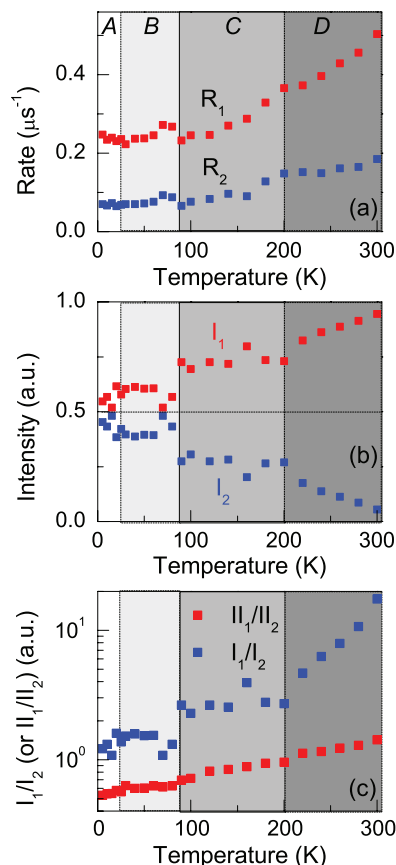 A B C D
0.6
0.4
0.2
0.0
Rate (μs⁻¹)
R₁
R₂
(a)
0 100 200 300
Temperature (K)
1.0
0.5
0.0
Intensity (a.u.)
I₁
I₂
(b)
0 100 200 300
Temperature (K)
10¹
10⁰
I₁/I₂ (or II₁/II₂) (a.u.)
II₁/II₂
I₁/I₂
(c)
0 100 200 300
Temperature (K)